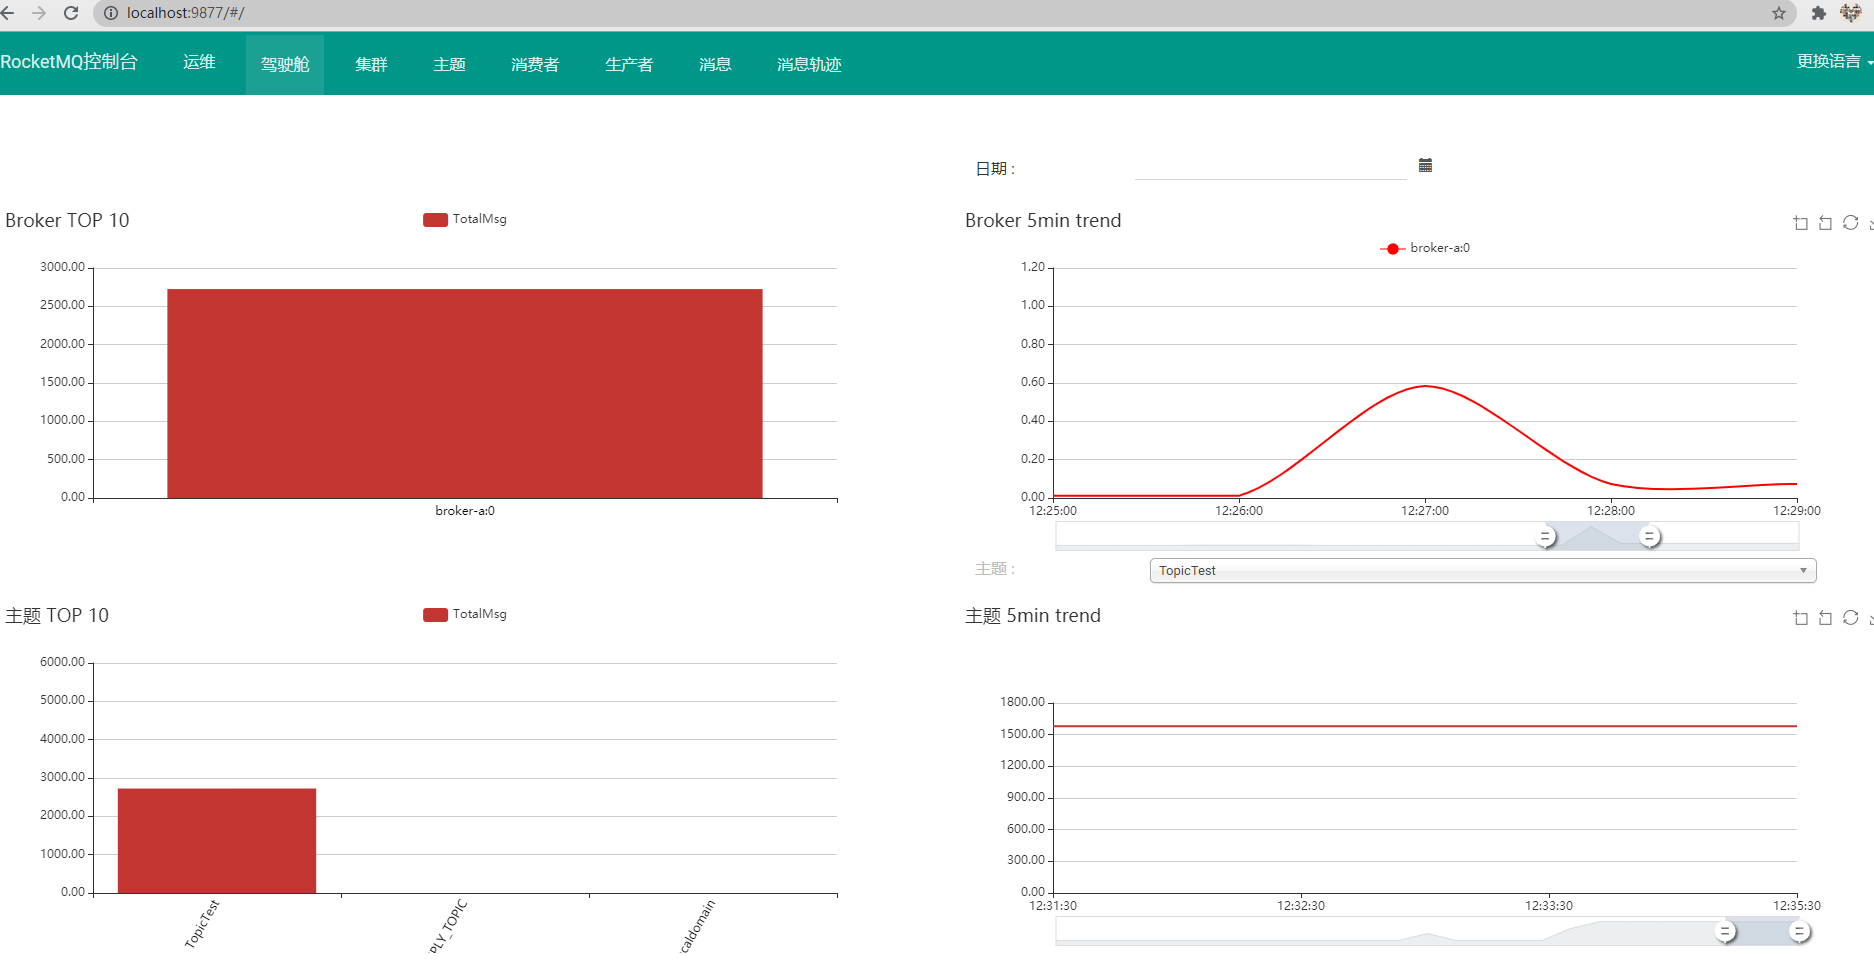 localhost:9877/#/
RocketMQ控制台 运维 驾驶舱 集群 主题 消费者 生产者 消息 消息轨迹 更换语言
日期 :
Broker TOP 10
TotalMsg
3000.00
2500.00
2000.00
1500.00
1000.00
500.00
0.00
broker-a:0
Broker 5min trend
broker-a:0
1.20
1.00
0.80
0.60
0.40
0.20
0.00
12:25:00 12:26:00 12:27:00 12:28:00 12:29:00
主题 :
TopicTest
主题 TOP 10
TotalMsg
6000.00
5000.00
4000.00
3000.00
2000.00
1000.00
0.00
TopicTest
PLY_TOPIC
caldomain
主题 5min trend
1800.00
1500.00
1200.00
900.00
600.00
300.00
0.00
12:31:30 12:32:30 12:33:30 12:35:30